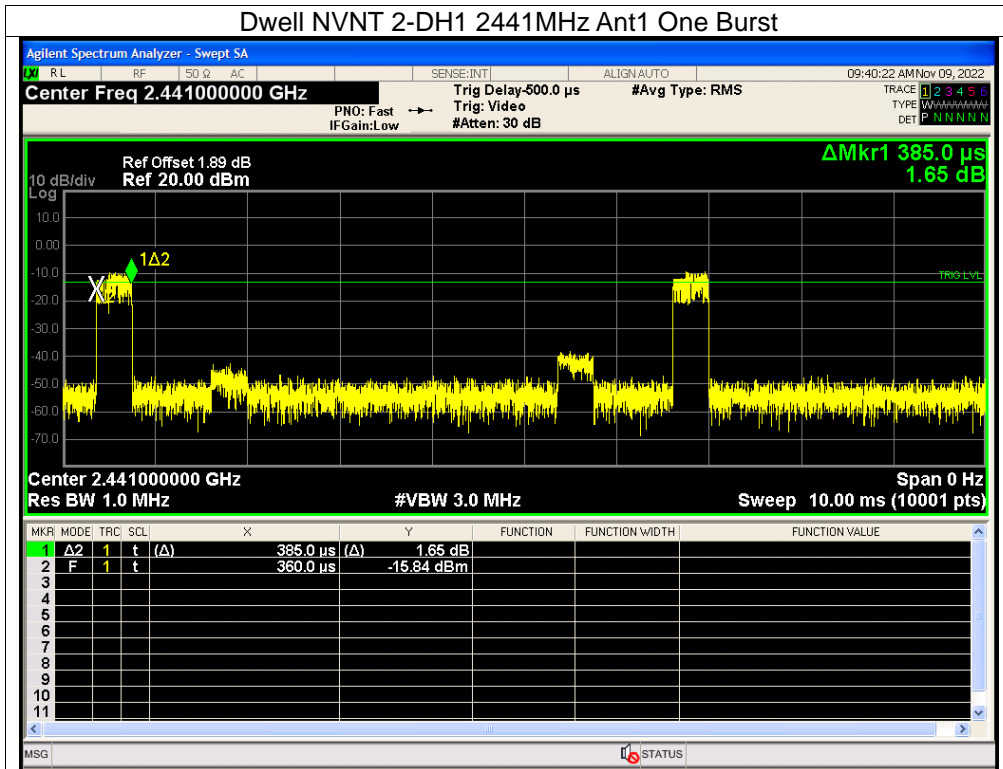 Dwell NVNT 2-DH1 2441MHz Ant1 One Burst
Agilent Spectrum Analyzer - Swept SA
LXI RL RF 50 Ω AC SENSE:INT ALIGN AUTO 09:40:22 AM Nov 09, 2022
Center Freq 2.441000000 GHz
PNO: Fast
IFGain:Low
Trig Delay-500.0 µs
Trig: Video
#Atten: 30 dB
#Avg Type: RMS
TRACE 1 2 3 4 5 6
TYPE WWWWWW
DET P N N N N N
ΔMkr1 385.0 µs
1.65 dB
Ref Offset 1.89 dB
10 dB/div Ref 20.00 dBm
Log
10.0
0.00
-10.0
-20.0
-30.0
-40.0
-50.0
-60.0
-70.0
1Δ2
TRIG LVL
Center 2.441000000 GHz Span 0 Hz
Res BW 1.0 MHz #VBW 3.0 MHz Sweep 10.00 ms (10001 pts)
MKR MODE TRC SCL X Y FUNCTION FUNCTION WIDTH FUNCTION VALUE
1 Δ2 1 t (Δ) 385.0 µs (Δ) 1.65 dB
2 F 1 t 360.0 µs -15.84 dBm
3
4
5
6
7
8
9
10
11
MSG STATUS